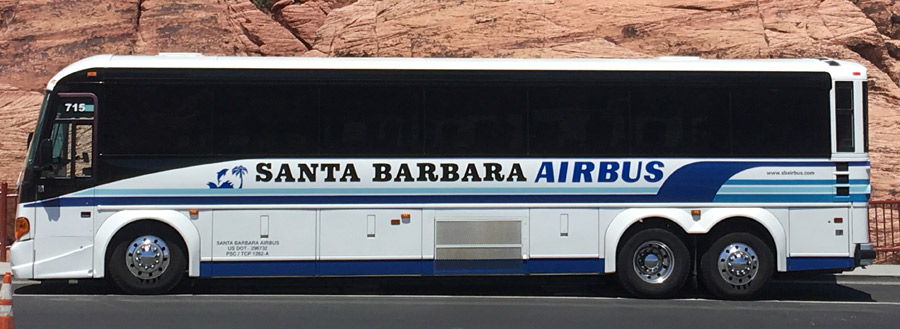 715
SANTA BARBARA AIRBUS
www.sbairbus.com
SANTA BARBARA AIRBUS
US DOT - 296732
PSC / TCP 1262-A